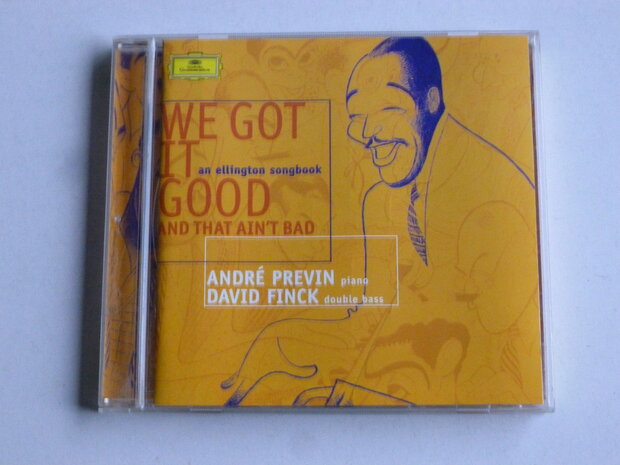 WE GOT
IT
an ellington songbook
GOOD
AND THAT AIN'T BAD
ANDRÉ PREVIN piano
DAVID FINCK double bass